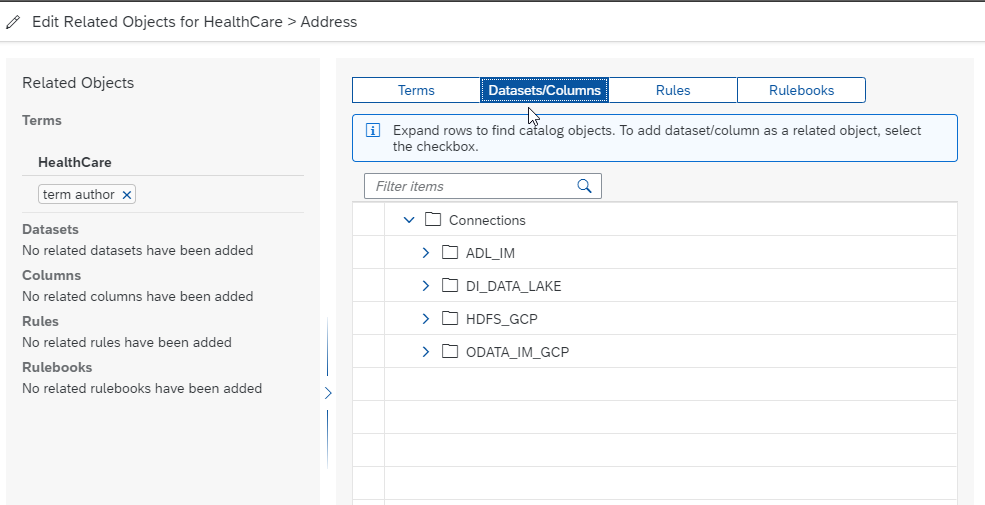 Edit Related Objects for HealthCare > Address
Related Objects
Terms
HealthCare
term author ×
Datasets
No related datasets have been added
Columns
No related columns have been added
Rules
No related rules have been added
Rulebooks
No related rulebooks have been added
Terms
Datasets/Columns
Rules
Rulebooks
Expand rows to find catalog objects. To add dataset/column as a related object, select
the checkbox.
Filter items
Connections
ADL_IM
DI_DATA_LAKE
HDFS_GCP
ODATA_IM_GCP